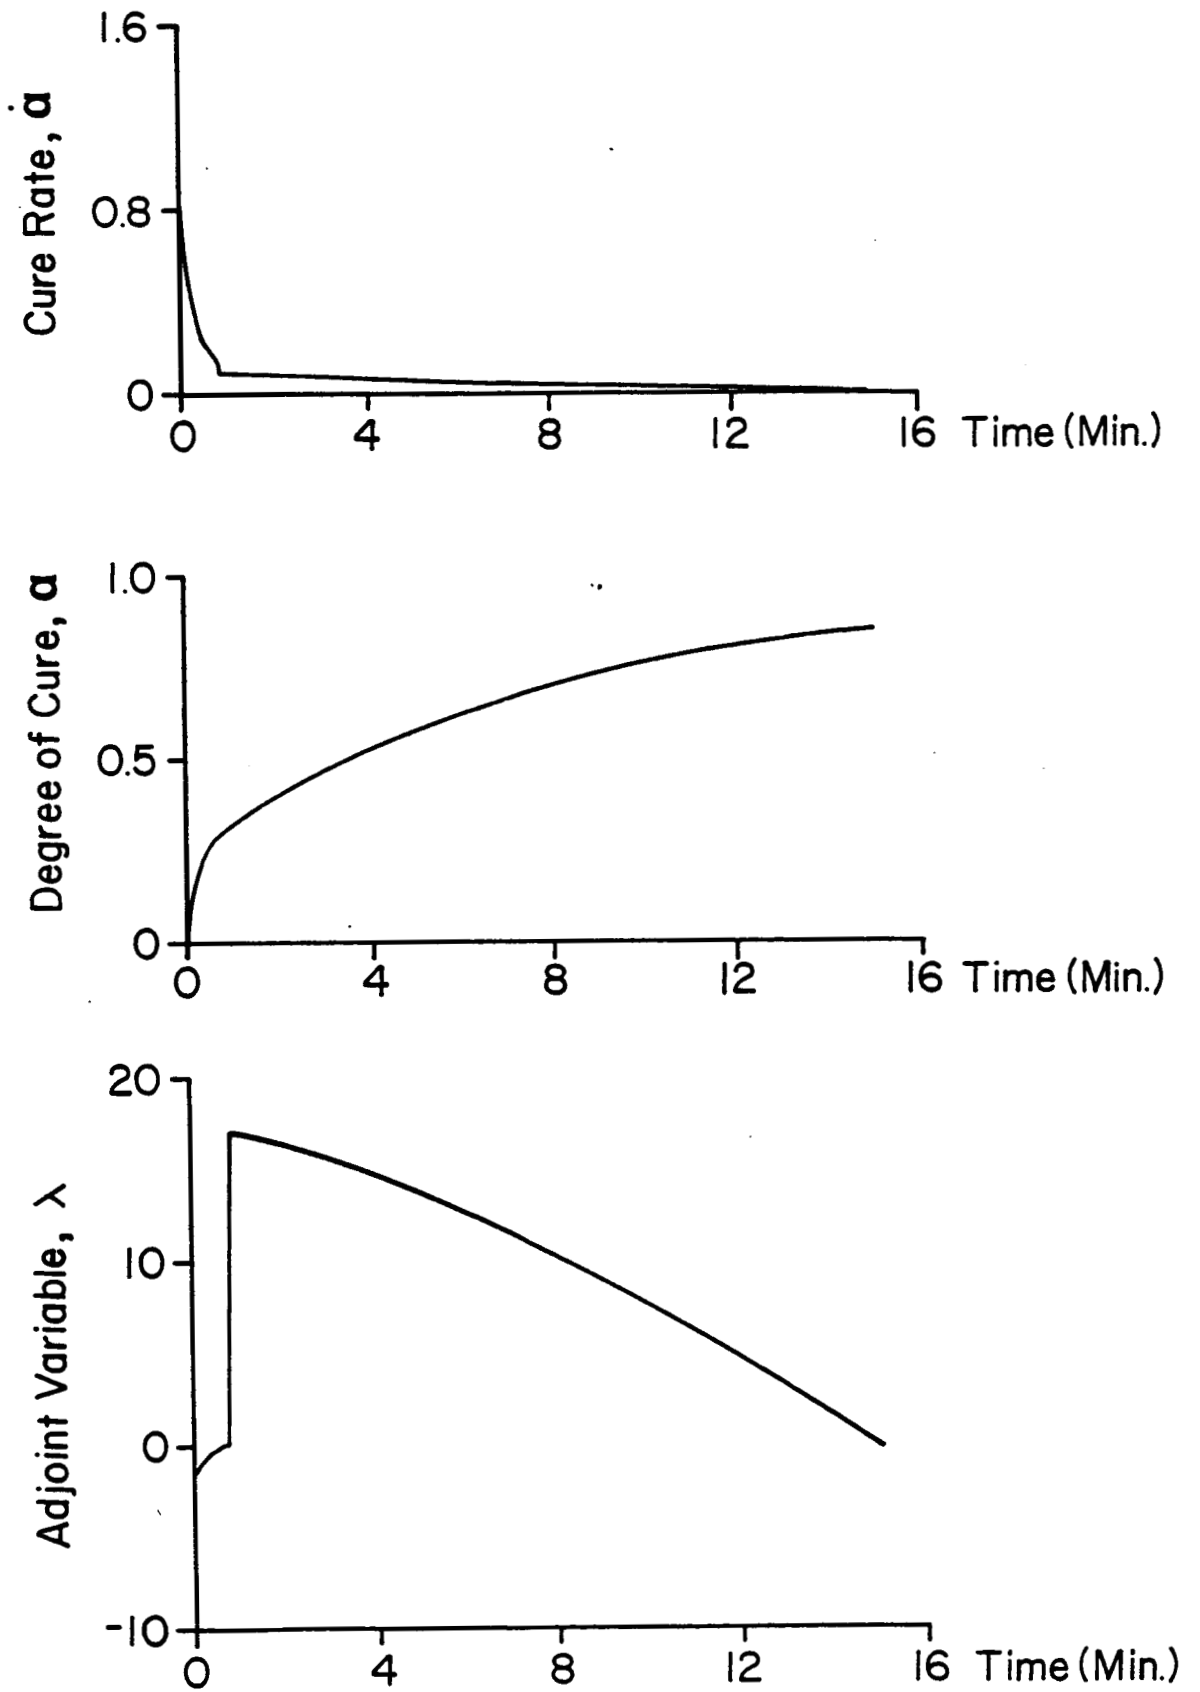 Cure Rate, α̇
1.6
0.8
0
0 4 8 12 16 Time (Min.)
Degree of Cure, α
1.0
0.5
0
0 4 8 12 16 Time (Min.)
Adjoint Variable, λ
20
10
0
-10
0 4 8 12 16 Time (Min.)